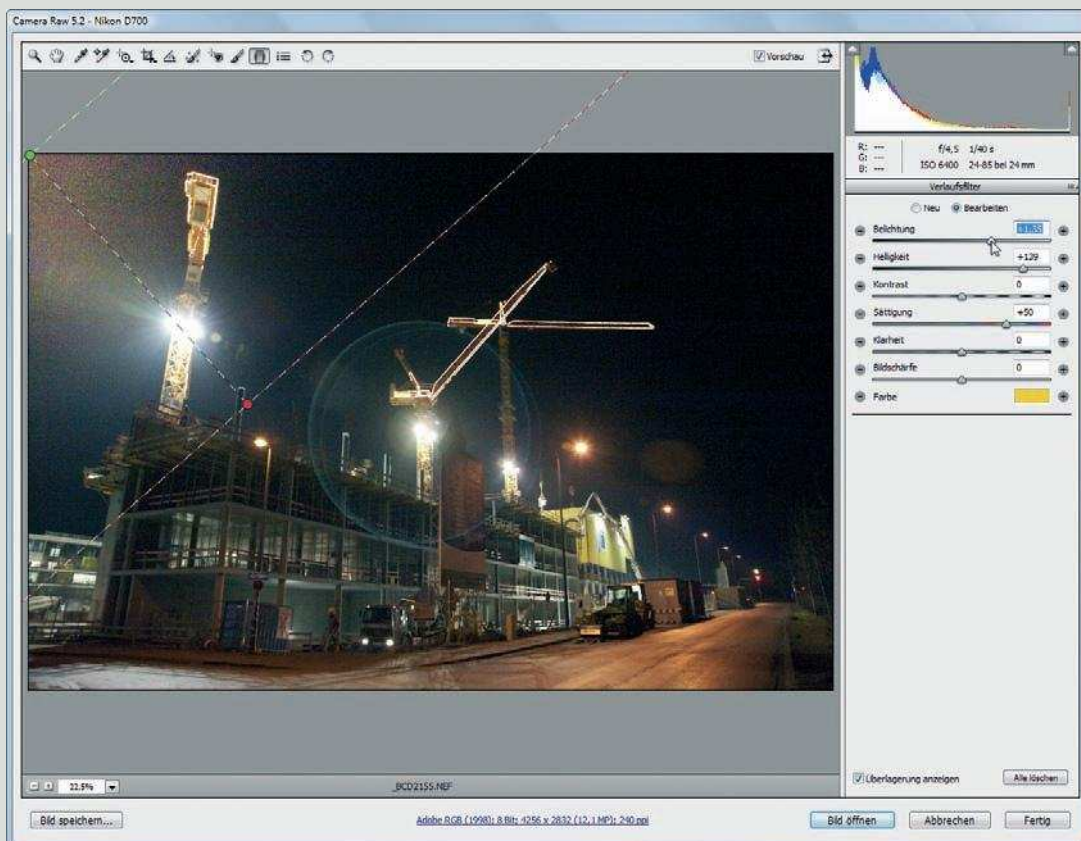 Camera Raw 5.2 - Nikon D700
Vorschau
R: ---
G: ---
B: ---
f/4,5 1/40 s
ISO 6400 24-85 bei 24 mm
Verlaufsfilter
Neu Bearbeiten
Belichtung +1,35
Helligkeit +129
Kontrast 0
Sättigung +50
Klarheit 0
Bildschärfe 0
Farbe
Überlagerung anzeigen Alle löschen
22,5% _BCD2155.NEF
Bild speichern... Adobe RGB (1998); 8 Bit; 4256 x 2832 (12,1 MP); 240 ppi Bild öffnen Abbrechen Fertig